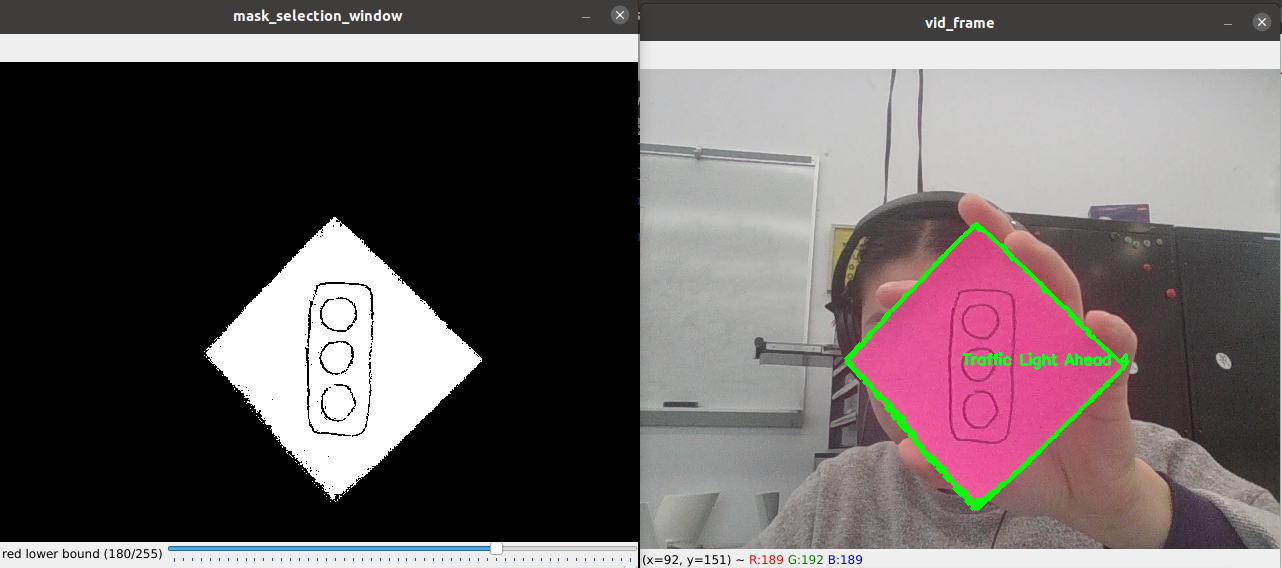 mask_selection_window
vid_frame
Traffic Light Ahead 4
red lower bound (180/255)
(x=92, y=151) ~ R:189 G:192 B:189